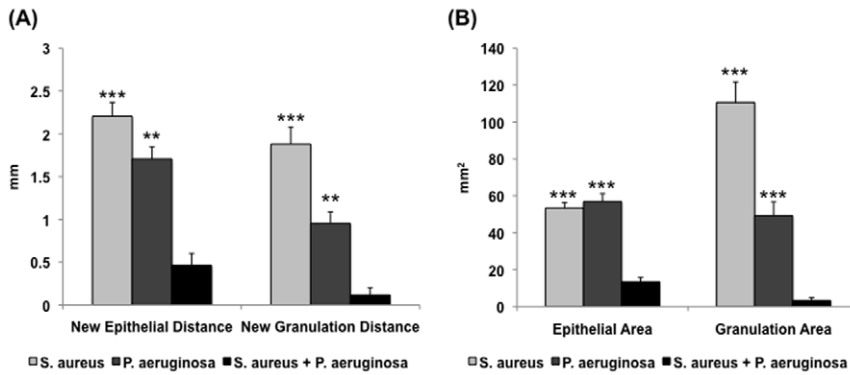 (A)
3
2.5
2
1.5
1
0.5
0
mm
***
**
***
**
New Epithelial Distance New Granulation Distance
S. aureus P. aeruginosa S. aureus + P. aeruginosa
(B)
140
120
100
80
60
40
20
0
mm²
***
***
***
***
Epithelial Area Granulation Area
S. aureus P. aeruginosa S. aureus + P. aeruginosa